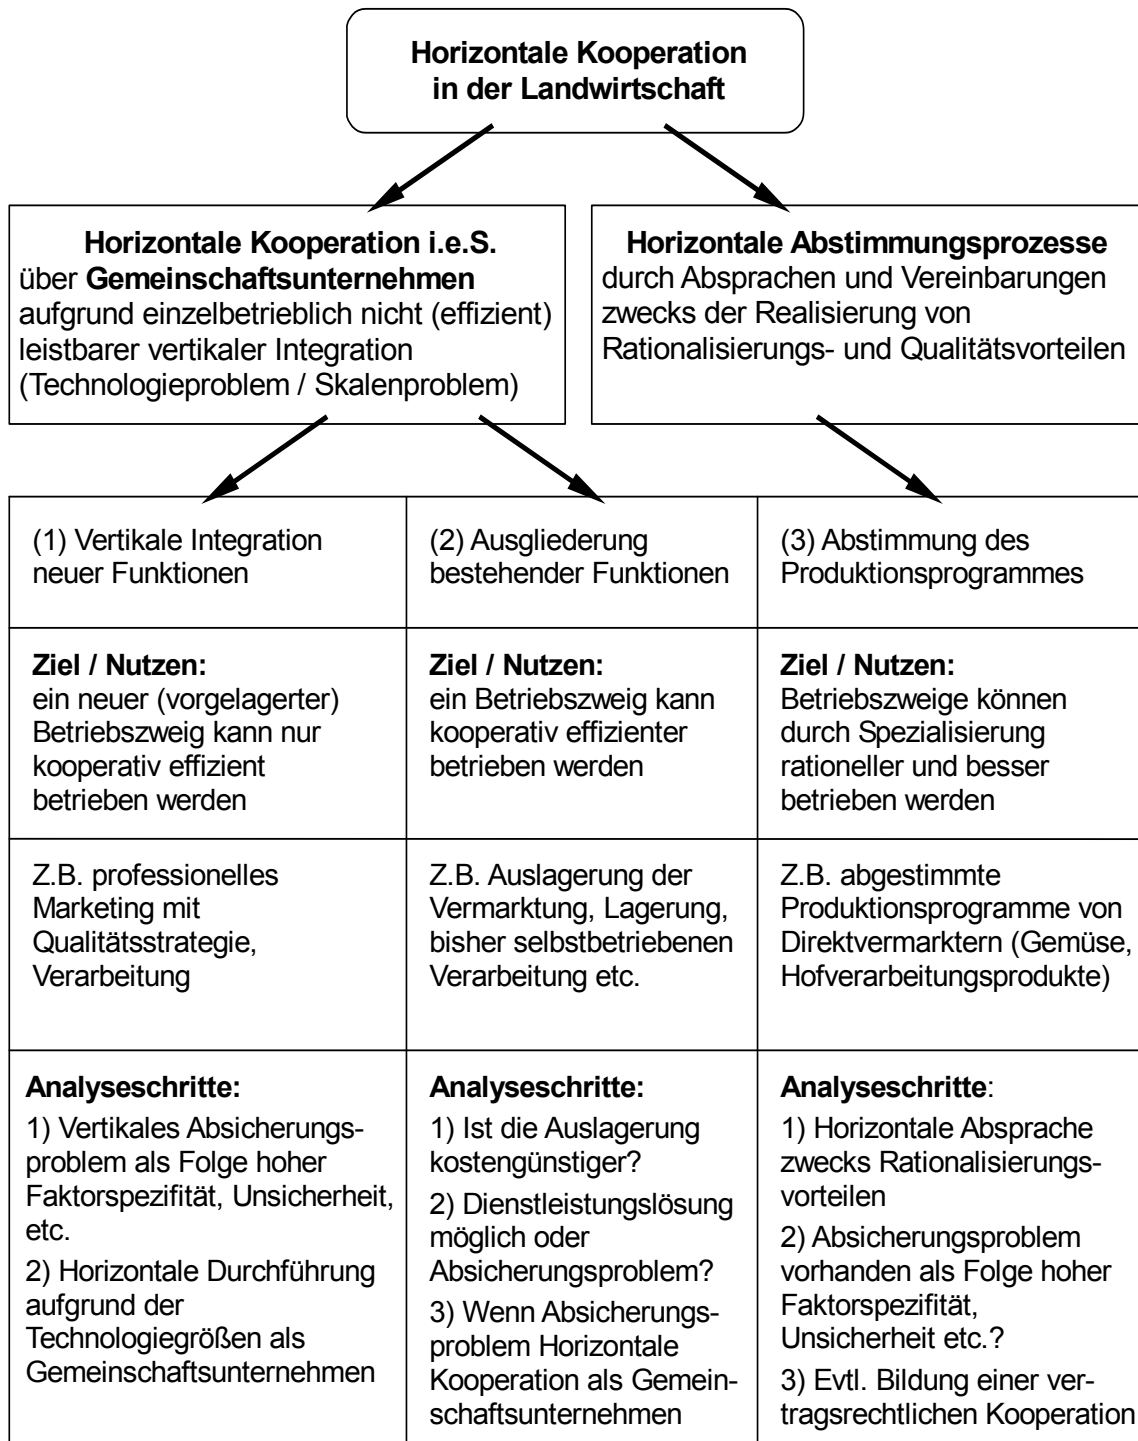 Horizontale Kooperation
in der Landwirtschaft
Horizontale Kooperation i.e.S.
über Gemeinschaftsunternehmen
aufgrund einzelbetrieblich nicht (effizient)
leistbarer vertikaler Integration
(Technologieproblem / Skalenproblem)
Horizontale Abstimmungsprozesse
durch Absprachen und Vereinbarungen
zwecks der Realisierung von
Rationalisierungs- und Qualitätsvorteilen
(1) Vertikale Integration
neuer Funktionen
(2) Ausgliederung
bestehender Funktionen
(3) Abstimmung des
Produktionsprogrammes
Ziel / Nutzen:
ein neuer (vorgelagerter)
Betriebszweig kann nur
kooperativ effizient
betrieben werden
Ziel / Nutzen:
ein Betriebszweig kann
kooperativ effizienter
betrieben werden
Ziel / Nutzen:
Betriebszweige können
durch Spezialisierung
rationeller und besser
betrieben werden
Z.B. professionelles
Marketing mit
Qualitätsstrategie,
Verarbeitung
Z.B. Auslagerung der
Vermarktung, Lagerung,
bisher selbstbetriebenen
Verarbeitung etc.
Z.B. abgestimmte
Produktionsprogramme von
Direktvermarktern (Gemüse,
Hofverarbeitungsprodukte)
Analyseschritte:
1) Vertikales Absicherungs-
problem als Folge hoher
Faktorspezifität, Unsicherheit,
etc.
2) Horizontale Durchführung
aufgrund der
Technologiegrößen als
Gemeinschaftsunternehmen
Analyseschritte:
1) Ist die Auslagerung
kostengünstiger?
2) Dienstleistungslösung
möglich oder
Absicherungsproblem?
3) Wenn Absicherungs-
problem Horizontale
Kooperation als Gemein-
schaftsunternehmen
Analyseschritte:
1) Horizontale Absprache
zwecks Rationalisierungs-
vorteilen
2) Absicherungsproblem
vorhanden als Folge hoher
Faktorspezifität,
Unsicherheit etc.?
3) Evtl. Bildung einer ver-
tragsrechtlichen Kooperation